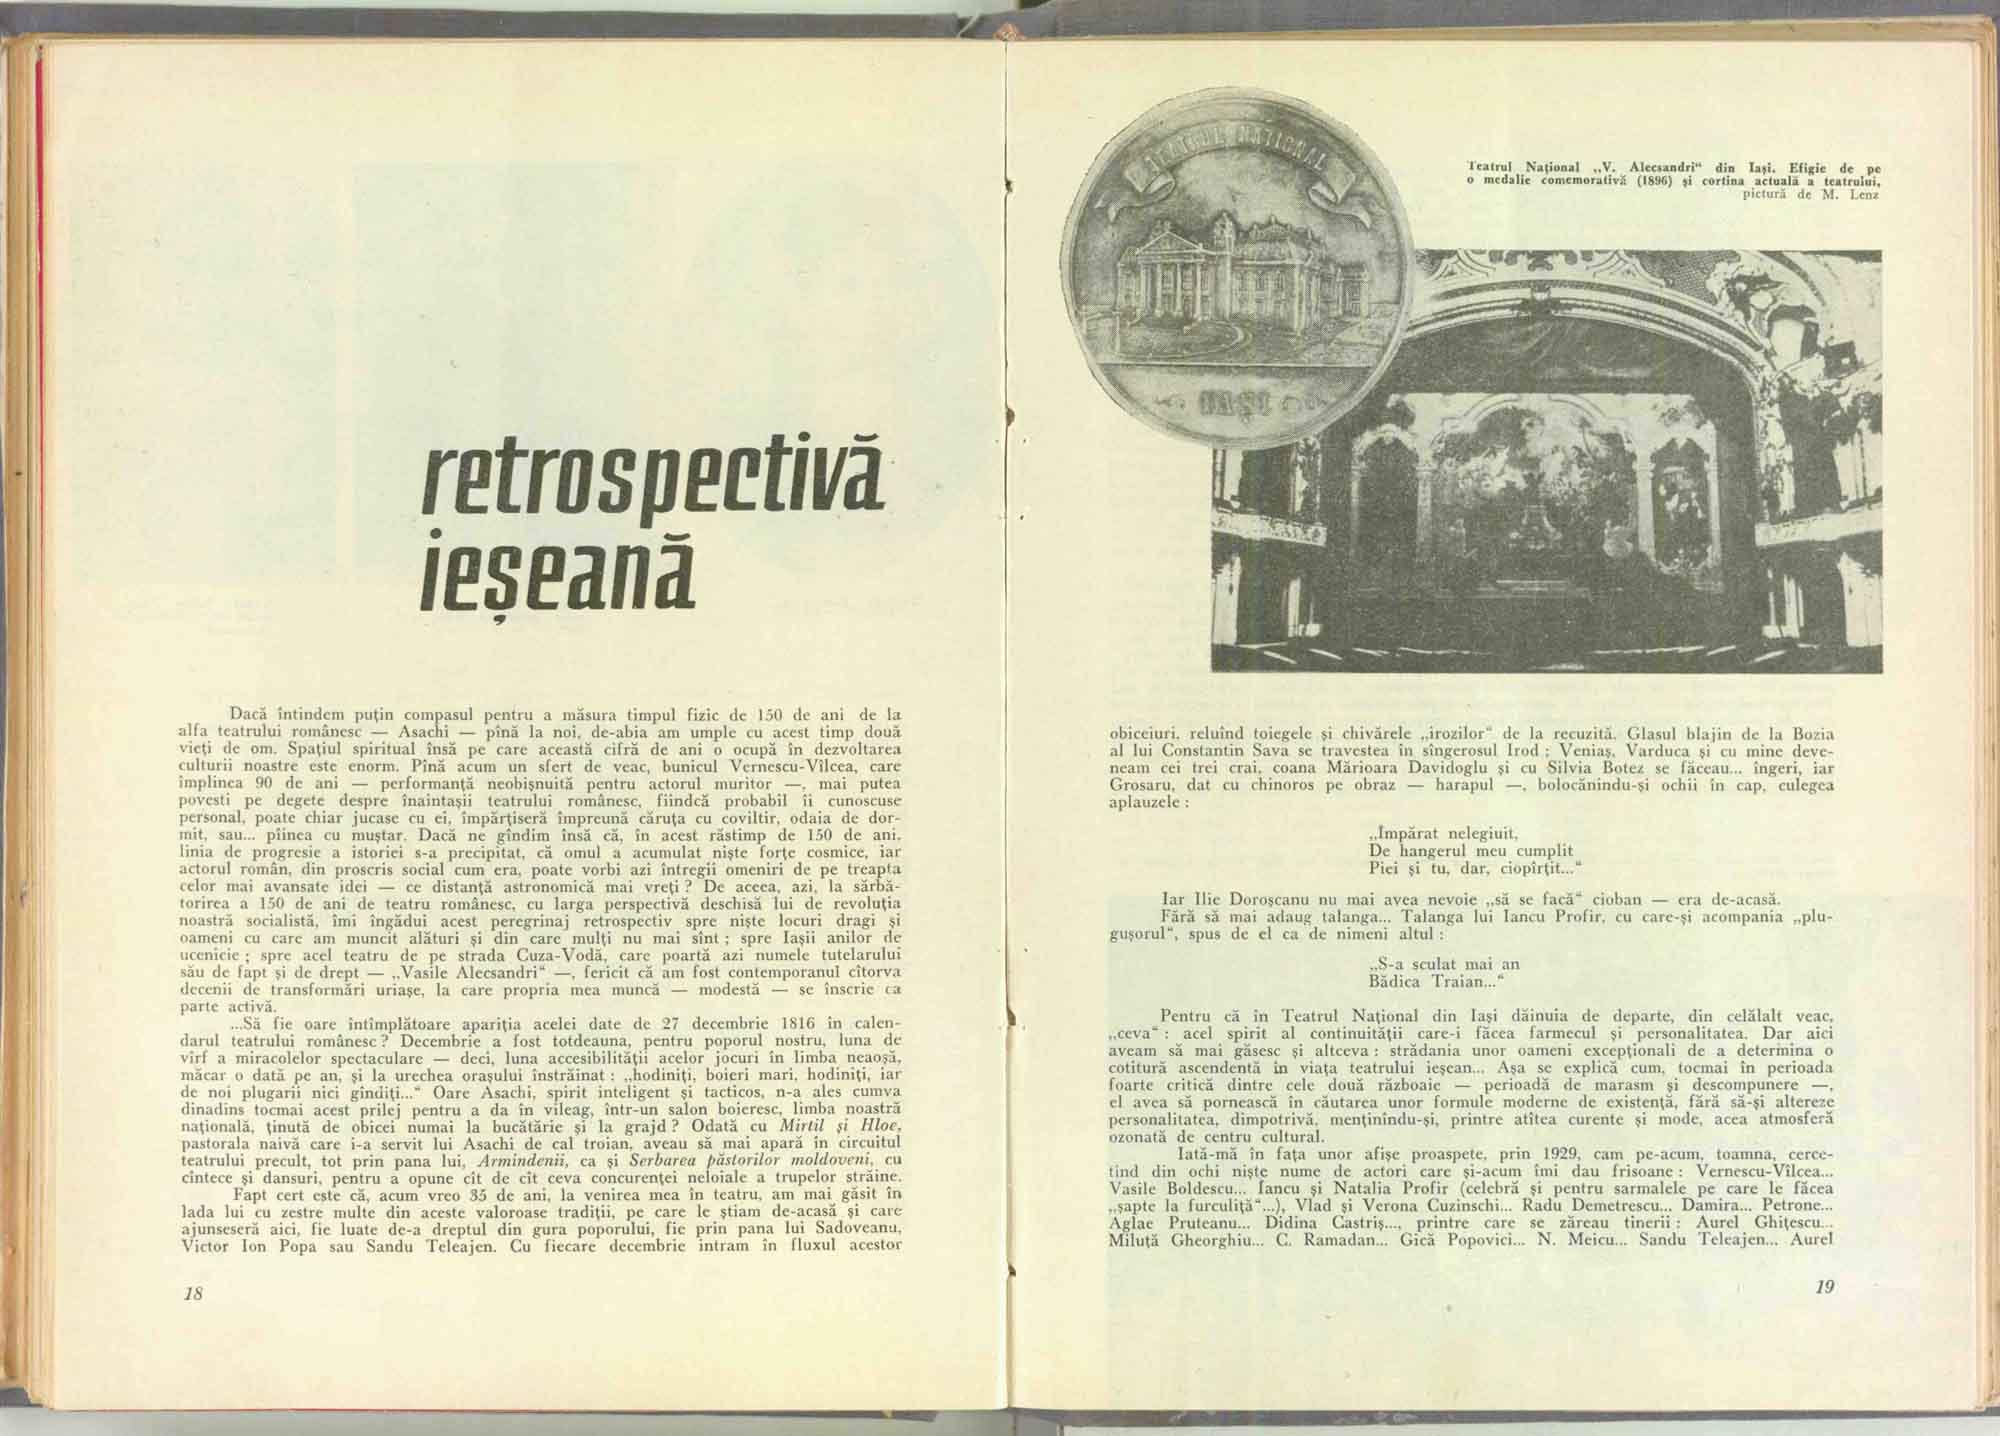 retrospectivă
ieșeană
Dacă întindem puțin compasul pentru a măsura timpul fizic de 150 de ani de la
alfa teatrului românesc — Asachi — pînă la noi, de-abia am umple cu acest timp două
vieți de om. Spațiul spiritual însă pe care această cifră de ani o ocupă în dezvoltarea
culturii noastre este enorm. Pînă acum un sfert de veac, bunicul Vernescu-Vîlcea, care
împlinea 90 de ani — performanță neobișnuită pentru actorul muritor —, mai putea
povesti pe degete despre înaintașii teatrului românesc, fiindcă probabil îi cunoscuse
personal, poate chiar jucase cu ei, împărțiseră împreună căruța cu coviltir, odaia de dor-
mit, sau... pîinea cu muștar. Dacă ne gîndim însă că, în acest răstimp de 150 de ani,
linia de progresie a istoriei s-a precipitat, că omul a acumulat niște forțe cosmice, iar
actorul român, din proscris social cum era, poate vorbi azi întregii omeniri de pe treapta
celor mai avansate idei — ce distanță astronomică mai vreți ? De aceea, azi, la sărbă-
torirea a 150 de ani de teatru românesc, cu larga perspectivă deschisă lui de revoluția
noastră socialistă, îmi îngădui acest peregrinaj retrospectiv spre niște locuri dragi și
oameni cu care am muncit alături și din care mulți nu mai sînt ; spre Iașii anilor de
ucenicie ; spre acel teatru de pe strada Cuza-Vodă, care poartă azi numele tutelarului
său de fapt și de drept — „Vasile Alecsandri“ —, fericit că am fost contemporanul cîtorva
decenii de transformări uriașe, la care propria mea muncă — modestă — se înscrie ca
parte activă.
...Să fie oare întîmplătoare apariția acelei date de 27 decembrie 1816 în calen-
darul teatrului românesc ? Decembrie a fost totdeauna, pentru poporul nostru, luna de
vîrf a miracolelor spectaculare — deci, luna accesibilității acelor jocuri în limba neaoșă,
măcar o dată pe an, și la urechea orașului înstrăinat : „hodiniți, boieri mari, hodiniți, iar
de noi plugarii nici gindiți...“ Oare Asachi, spirit inteligent și tacticos, n-a ales cumva
dinadins tocmai acest prilej pentru a da în vileag, într-un salon boieresc, limba noastră
națională, ținută de obicei numai la bucătărie și la grajd ? Odată cu Mirtil și Hloe,
pastorala naivă care i-a servit lui Asachi de cal troian, aveau să mai apară în circuitul
teatrului precult, tot prin pana lui, Armindenii, ca și Serbarea păstorilor moldoveni, cu
cîntece și dansuri, pentru a opune cît de cît ceva concurenței neloiale a trupelor străine.
Fapt cert este că, acum vreo 35 de ani, la venirea mea în teatru, am mai găsit în
lada lui cu zestre multe din aceste valoroase tradiții, pe care le știam de-acasă și care
ajunseseră aici, fie luate de-a dreptul din gura poporului, fie prin pana lui Sadoveanu,
Victor Ion Popa sau Sandu Teleajen. Cu fiecare decembrie intram în fluxul acestor
18
TEATRUL NAȚIONAL
IAȘI
Teatrul Național „V. Alecsandri“ din Iași. Efigie de pe
o medalie comemorativă (1896) și cortina actuală a teatrului,
pictură de M. Lenz
obiceiuri, reluînd toiegele și chivărele „irozilor“ de la recuzită. Glasul blajin de la Bozia
al lui Constantin Sava se travestea în sîngerosul Irod ; Veniaș, Varduca și cu mine deve-
neam cei trei crai, coana Mărioara Davidoglu și cu Silvia Botez se făceau... îngeri, iar
Grosaru, dat cu chinoros pe obraz — harapul —, bolocănindu-și ochii în cap, culegea
aplauzele :
„Împărat nelegiuit,
De hangerul meu cumplit
Piei și tu, dar, ciopîrțit...“
Iar Ilie Doroșcanu nu mai avea nevoie „să se facă“ cioban — era de-acasă.
Fără să mai adaug talanga... Talanga lui Iancu Profir, cu care-și acompania „plu-
gușorul“, spus de el ca de nimeni altul :
„S-a sculat mai an
Bădica Traian...“
Pentru că în Teatrul Național din Iași dăinuia de departe, din celălalt veac,
„ceva“ : acel spirit al continuității care-i făcea farmecul și personalitatea. Dar aici
aveam să mai găsesc și altceva : strădania unor oameni excepționali de a determina o
cotitură ascendentă în viața teatrului ieșean... Așa se explică cum, tocmai în perioada
foarte critică dintre cele două războaie — perioadă de marasm și descompunere —,
el avea să pornească în căutarea unor formule moderne de existență, fără să-și altereze
personalitatea, dimpotrivă, menținîndu-și, printre atîtea curente și mode, acea atmosferă
ozonată de centru cultural.
Iată-mă în fața unor afișe proaspete, prin 1929, cam pe-acum, toamna, cerce-
tînd din ochi niște nume de actori care și-acum îmi dau frisoane : Vernescu-Vîlcea...
Vasile Boldescu... Iancu și Natalia Profir (celebră și pentru sarmalele pe care le făcea
„șapte la furculiță“...), Vlad și Verona Cuzinschi... Radu Demetrescu... Damira... Petrone...
Aglae Pruteanu... Didina Castriș..., printre care se zăreau tinerii : Aurel Ghițescu...
Miluță Gheorghiu... C. Ramadan... Gică Popovici... N. Meicu... Sandu Teleajen... Aurel
19